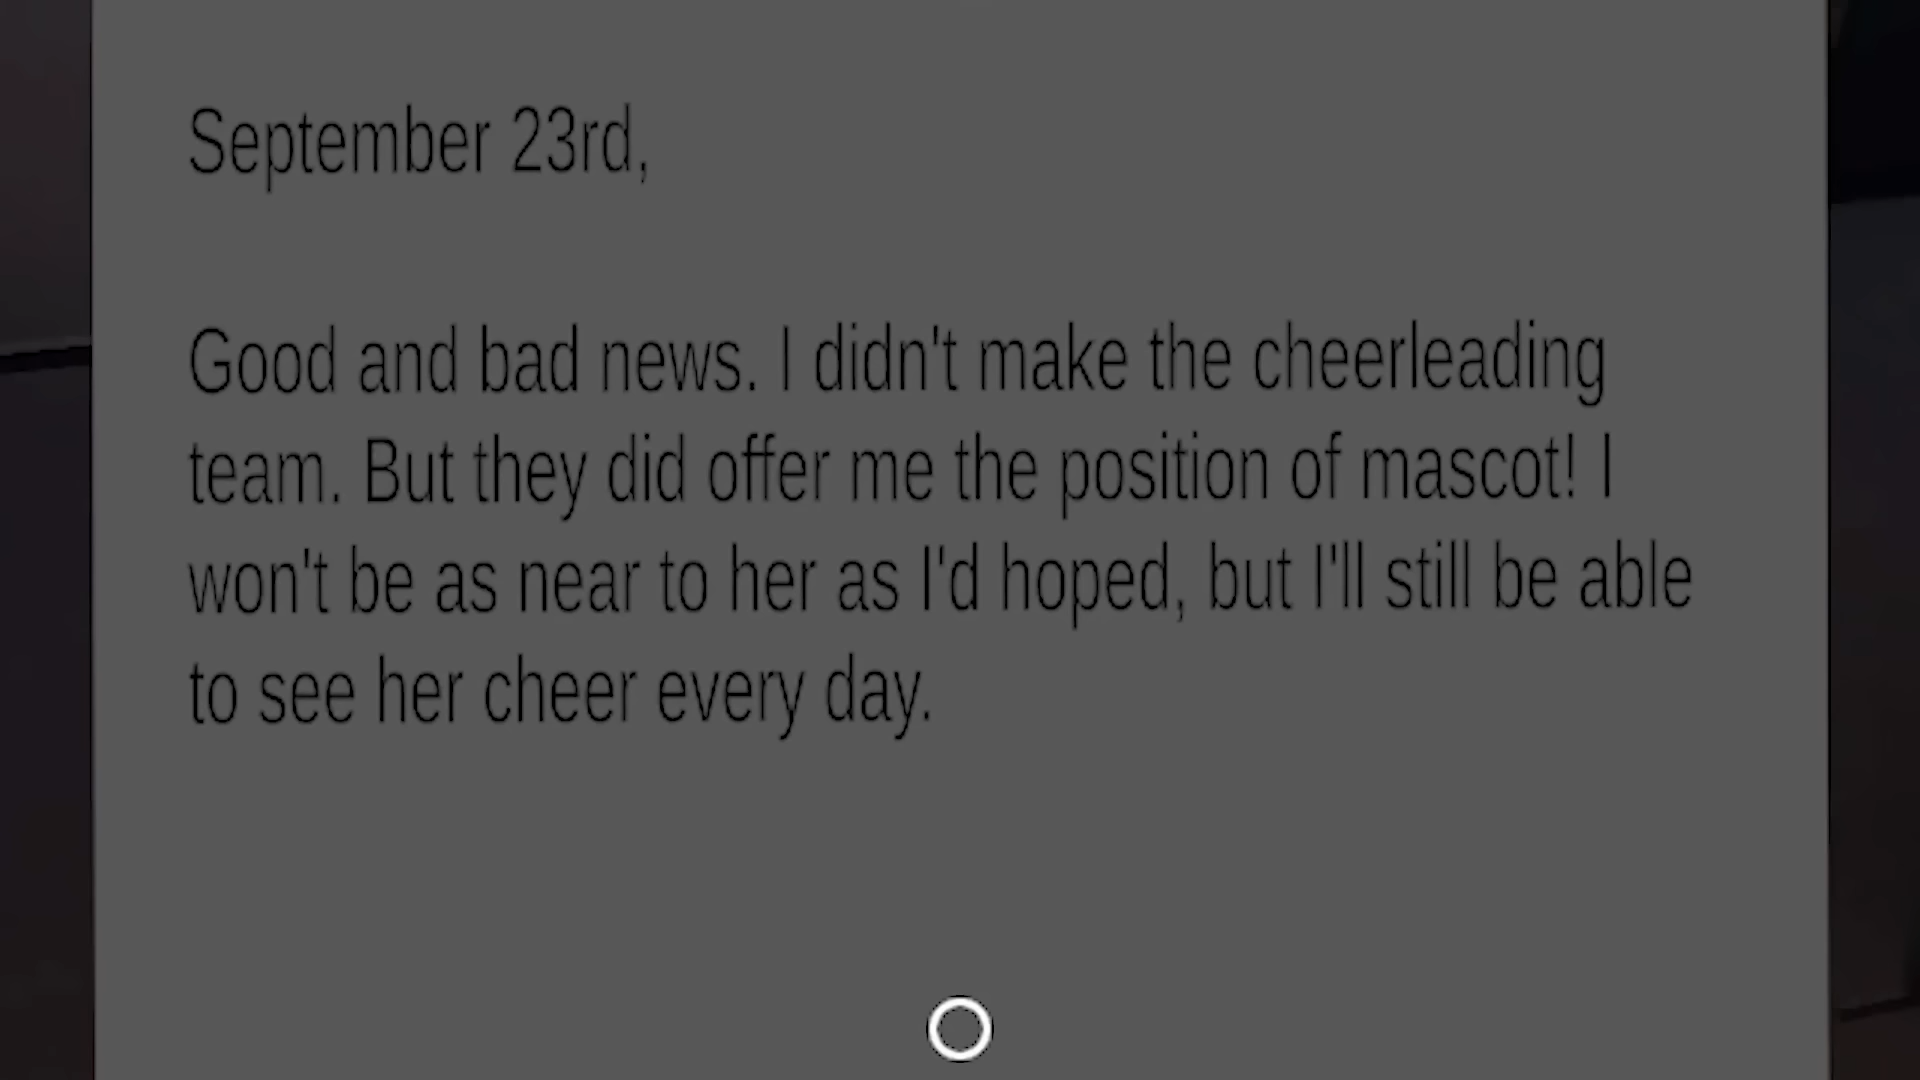 September 23rd,
Good and bad news. I didn't make the cheerleading
team. But they did offer me the position of mascot! I
won't be as near to her as I'd hoped, but I'll still be able
to see her cheer every day.